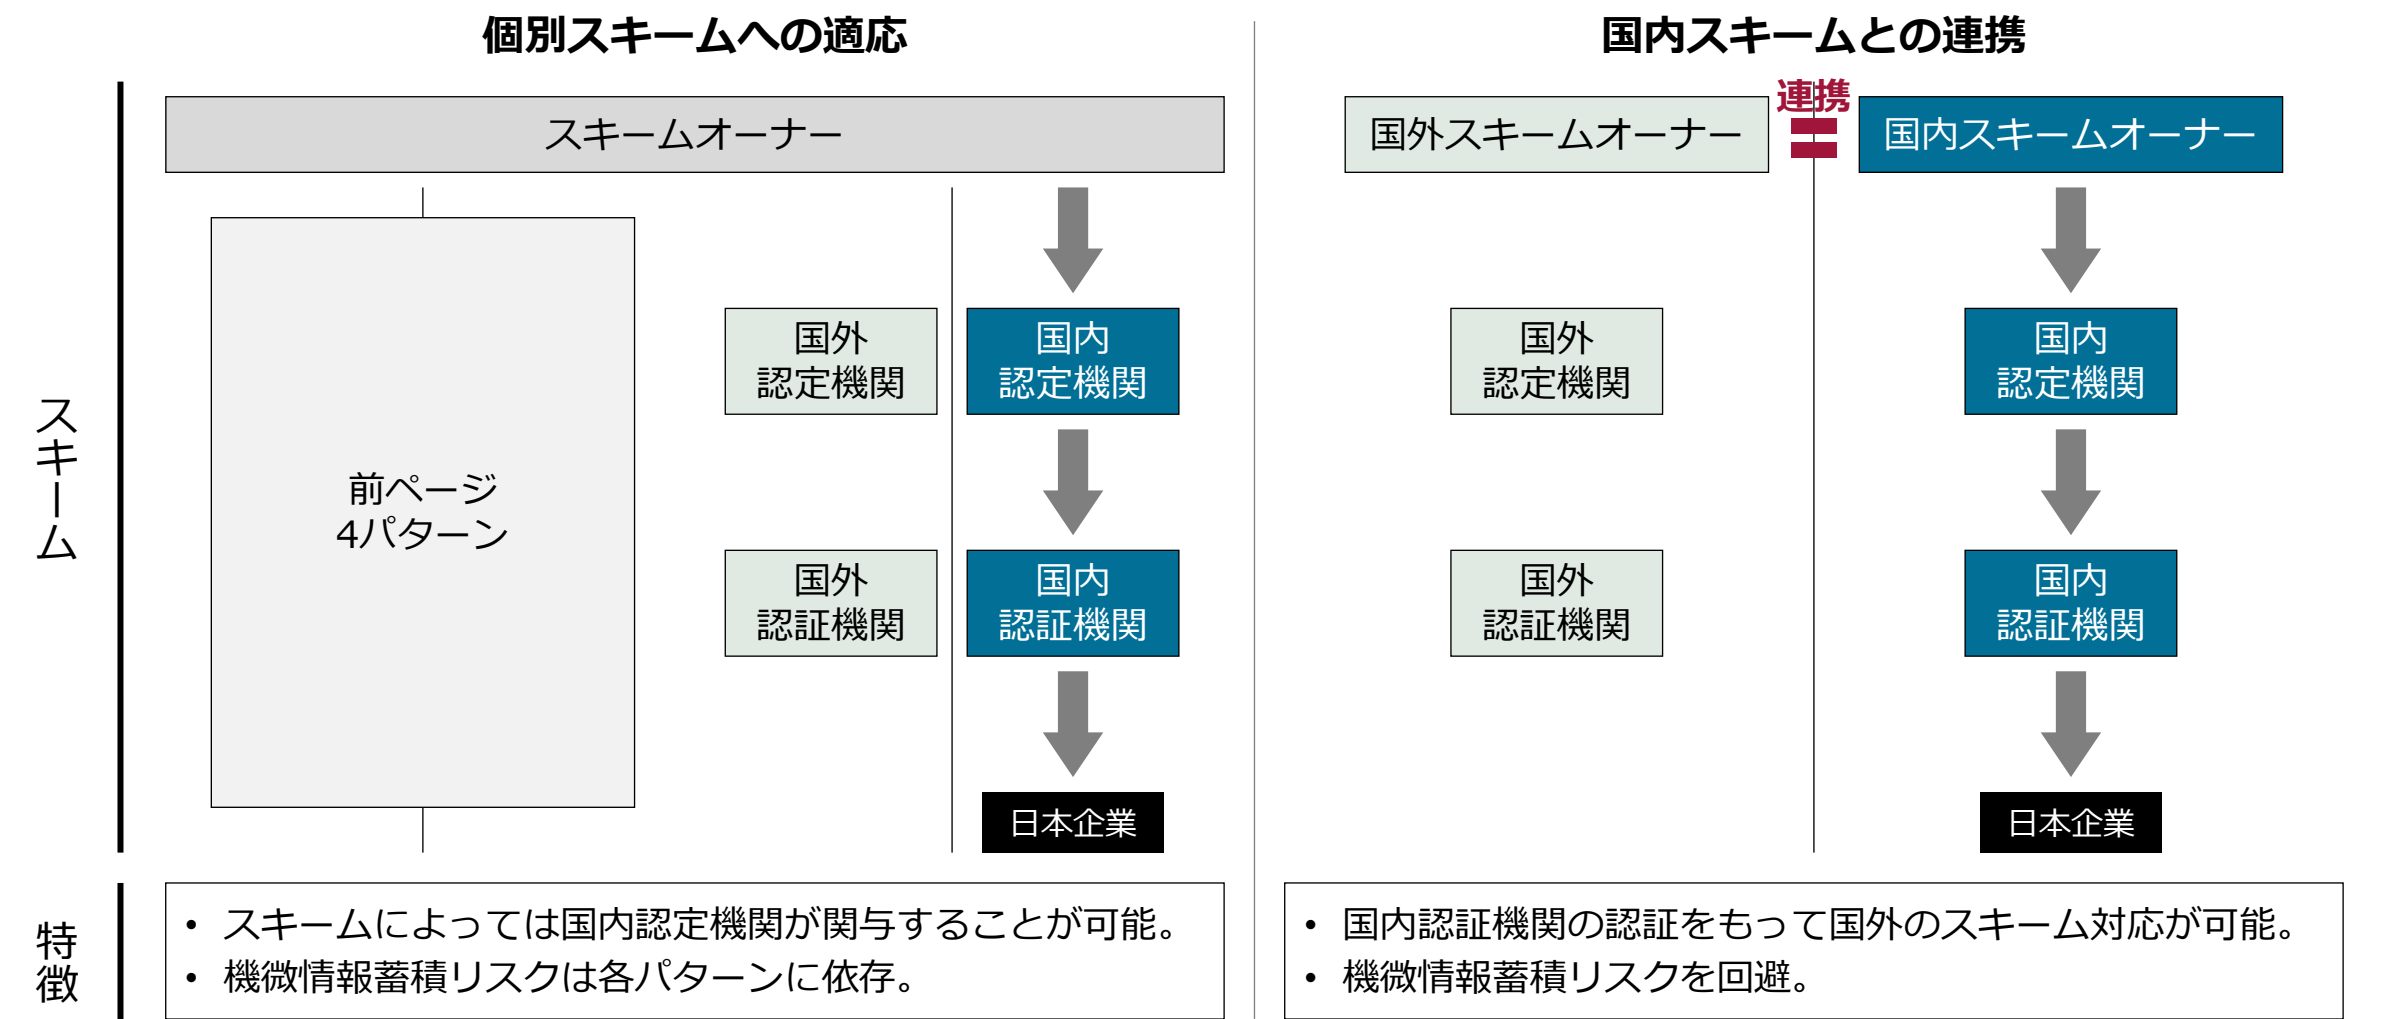 個別スキームへの適応
国内スキームとの連携
スキーム
スキームオーナー
前ページ
4パターン
国外
認定機関
国内
認定機関
国外
認証機関
国内
認証機関
日本企業
連携
国外スキームオーナー
国内スキームオーナー
国外
認定機関
国内
認定機関
国外
認証機関
国内
認証機関
日本企業
特徴
• スキームによっては国内認定機関が関与することが可能。
• 機微情報蓄積リスクは各パターンに依存。
• 国内認証機関の認証をもって国外のスキーム対応が可能。
• 機微情報蓄積リスクを回避。